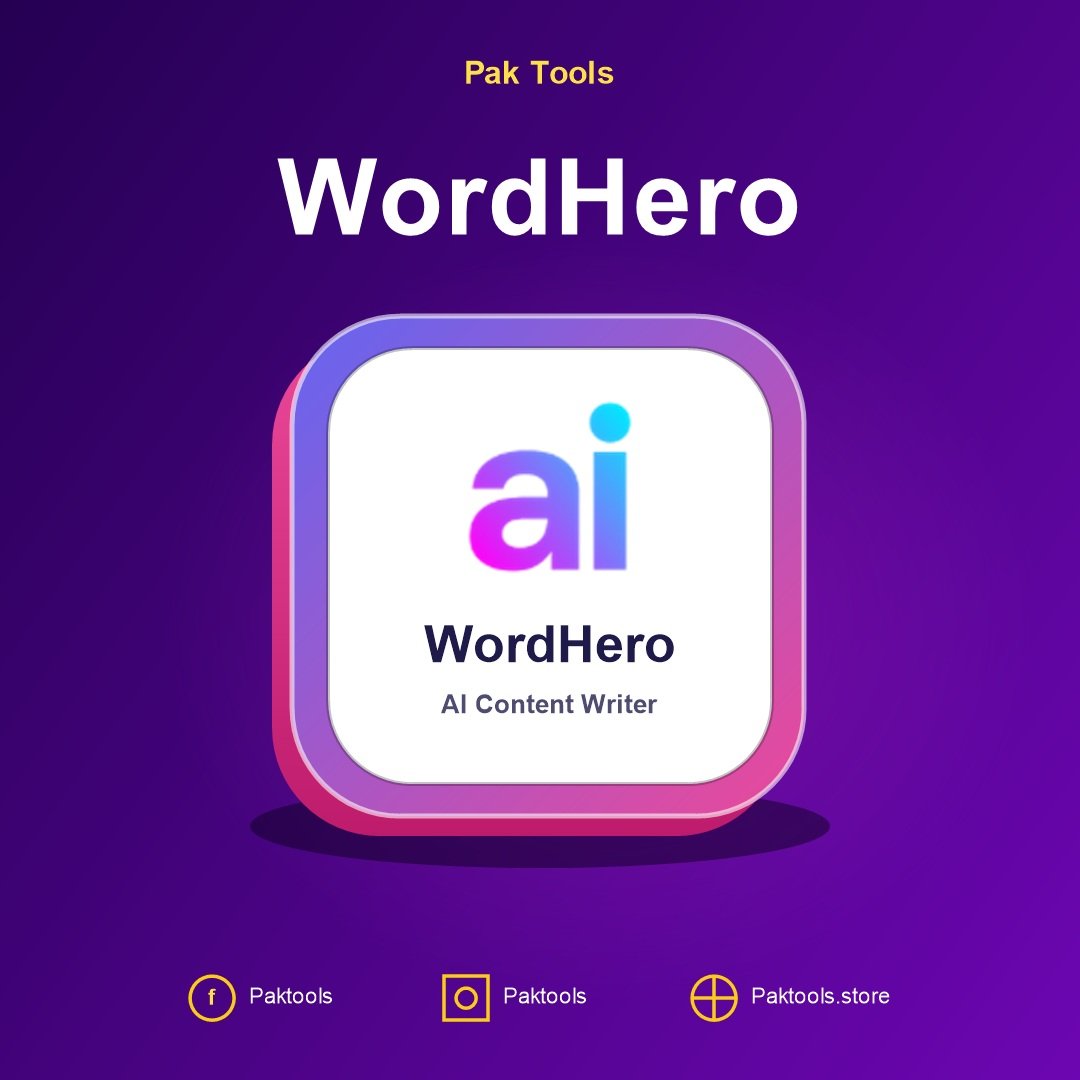 Pak Tools
WordHero
ai
WordHero
AI Content Writer
f Paktools
Paktools
Paktools.store